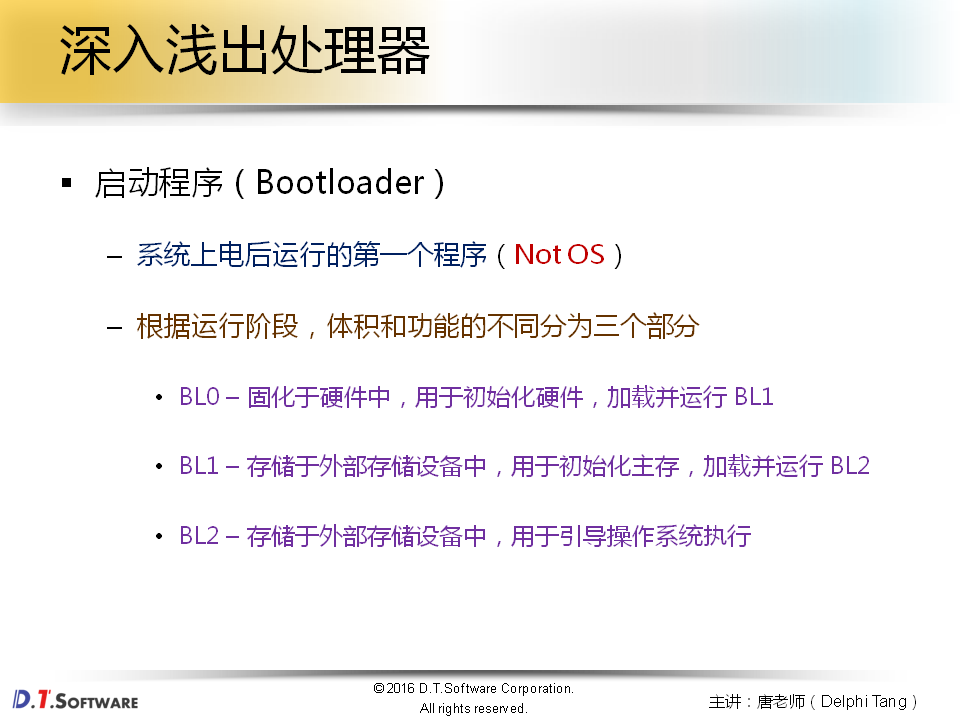 深入浅出处理器
▪ 启动程序（Bootloader）
– 系统上电后运行的第一个程序（Not OS）
– 根据运行阶段，体积和功能的不同分为三个部分
• BL0 – 固化于硬件中，用于初始化硬件，加载并运行 BL1
• BL1 – 存储于外部存储设备中，用于初始化主存，加载并运行 BL2
• BL2 – 存储于外部存储设备中，用于引导操作系统执行
D.T.SOFTWARE
©2016 D.T.Software Corporation.
All rights reserved.
主讲：唐老师（Delphi Tang）